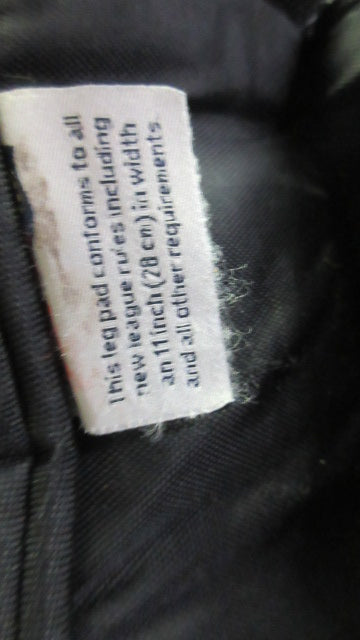 This leg pad conforms to all
new league rules including
an 11 inch (28 cm) in width
and all other requirements.